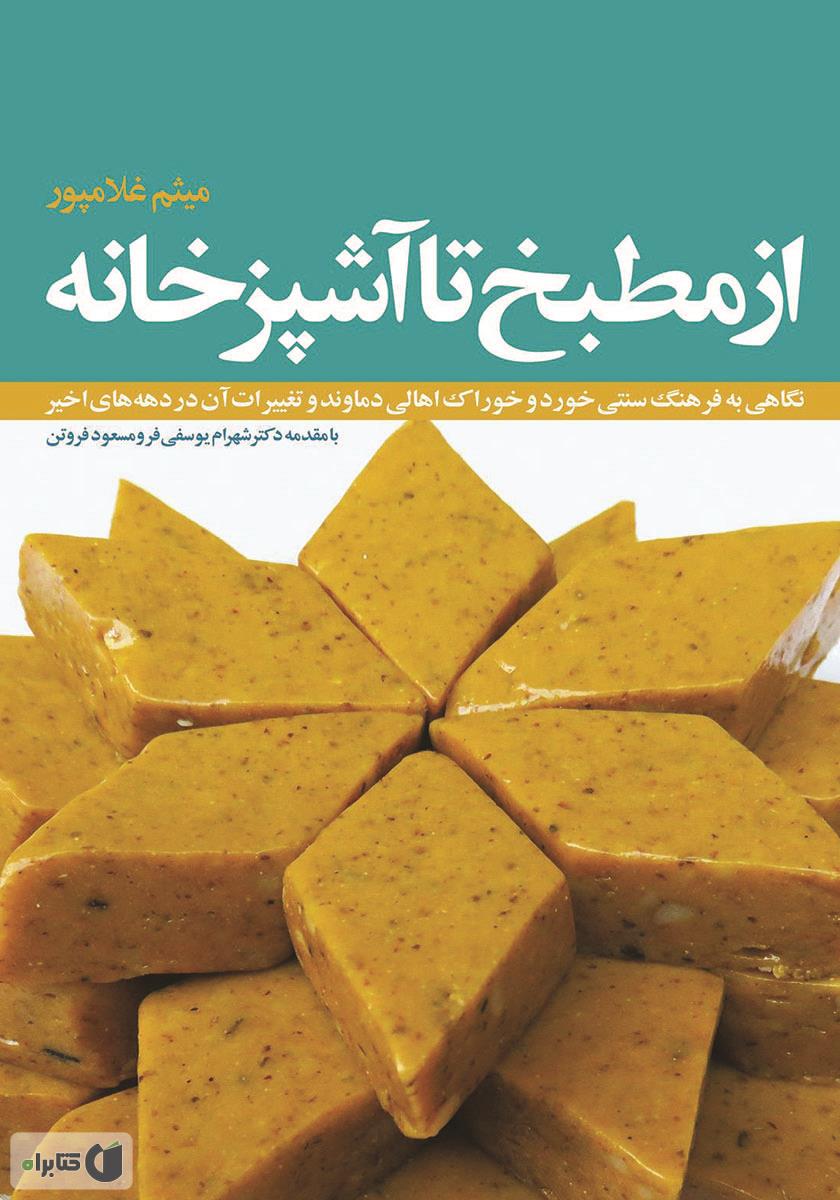 میثم غلامپور
از مطبخ تا آشپزخانه
نگاهی به فرهنگ سنتی خورد و خوراک اهالی دماوند و تغییرات آن در دهه‌های اخیر
با مقدمه دکتر شهرام یوسفی فر و مسعود فروتن
کتابراه